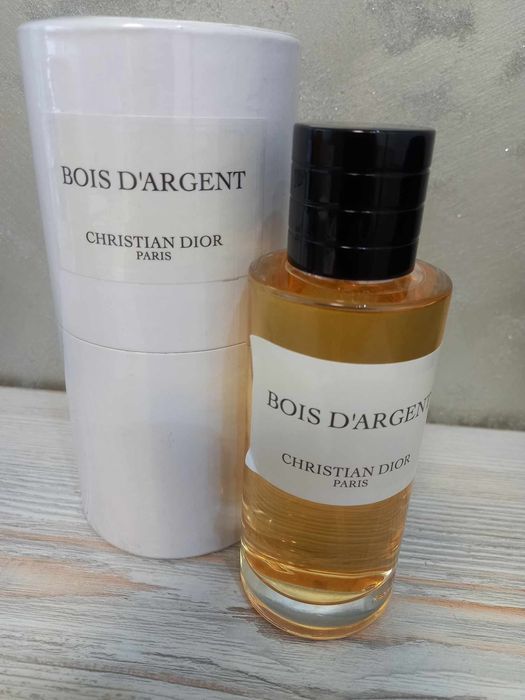 BOIS D'ARGENT
CHRISTIAN DIOR
PARIS
BOIS D'ARGENT
CHRISTIAN DIOR
PARIS